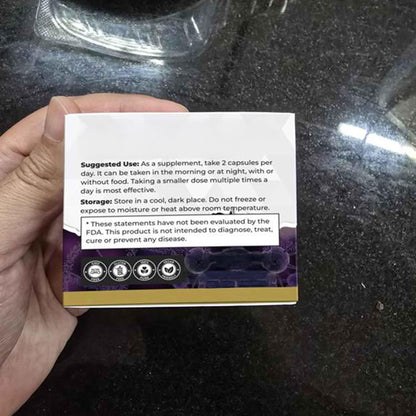 Suggested Use: As a supplement, take 2 capsules per
day. It can be taken in the morning or at night, with or
without food. Taking a smaller dose multiple times a
day is most effective.
Storage: Store in a cool, dark place. Do not freeze or
expose to moisture or heat above room temperature.
* These statements have not been evaluated by the
FDA. This product is not intended to diagnose, treat,
cure or prevent any disease.